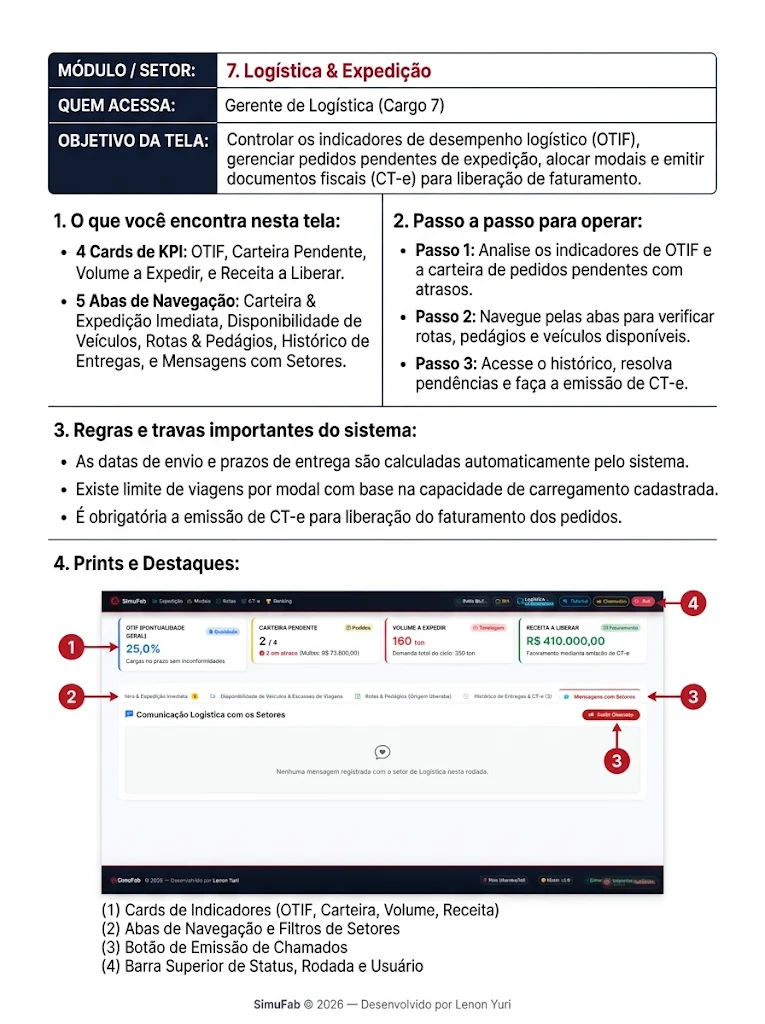 MÓDULO / SETOR: 7. Logística & Expedição
QUEM ACESSA: Gerente de Logística (Cargo 7)
OBJETIVO DA TELA: Controlar os indicadores de desempenho logístico (OTIF),
gerenciar pedidos pendentes de expedição, alocar modais e emitir
documentos fiscais (CT-e) para liberação de faturamento.
1. O que você encontra nesta tela:
• 4 Cards de KPI: OTIF, Carteira Pendente,
Volume a Expedir, e Receita a Liberar.
• 5 Abas de Navegação: Carteira &
Expedição Imediata, Disponibilidade de
Veículos, Rotas & Pedágios, Histórico de
Entregas, e Mensagens com Setores.
2. Passo a passo para operar:
• Passo 1: Analise os indicadores de OTIF e
a carteira de pedidos pendentes com
atrasos.
• Passo 2: Navegue pelas abas para verificar
rotas, pedágios e veículos disponíveis.
• Passo 3: Acesse o histórico, resolva
pendências e faça a emissão de CT-e.
3. Regras e travas importantes do sistema:
• As datas de envio e prazos de entrega são calculadas automaticamente pelo sistema.
• Existe limite de viagens por modal com base na capacidade de carregamento cadastrada.
• É obrigatória a emissão de CT-e para liberação do faturamento dos pedidos.
4. Prints e Destaques:
SimuFab Expedição Modais Rotas CT-e Ranking Logística Tutorial Chamados
4
OTIF (PONTUALIDADE
GERAL)
Qualidade
25,0%
Cargas no prazo sem inconformidades
CARTEIRA PENDENTE
Pedidos
2 / 4
2 em atraso (Multas: R$ 73.800,00)
VOLUME A EXPEDIR
Tonelagem
160 ton
Demanda total do ciclo: 350 ton
RECEITA A LIBERAR
Faturamento
R$ 410.000,00
Faovamento mediante emissão de CT-e
1
2
& Expedição Imediata 2 Disponibilidade de Veículos & Escasses de Viagens Rotas & Pedágios (Origem Uberaba) Histórico de Entregas & CT-e (3) Mensagens com Setores
3
Comunicação Logística com os Setores
3
Nenhuma mensagem registrada com o setor de Logística nesta rodada.
© 2026 — Desenvolvido por Lenon Yuri
(1) Cards de Indicadores (OTIF, Carteira, Volume, Receita)
(2) Abas de Navegação e Filtros de Setores
(3) Botão de Emissão de Chamados
(4) Barra Superior de Status, Rodada e Usuário
SimuFab © 2026 — Desenvolvido por Lenon Yuri